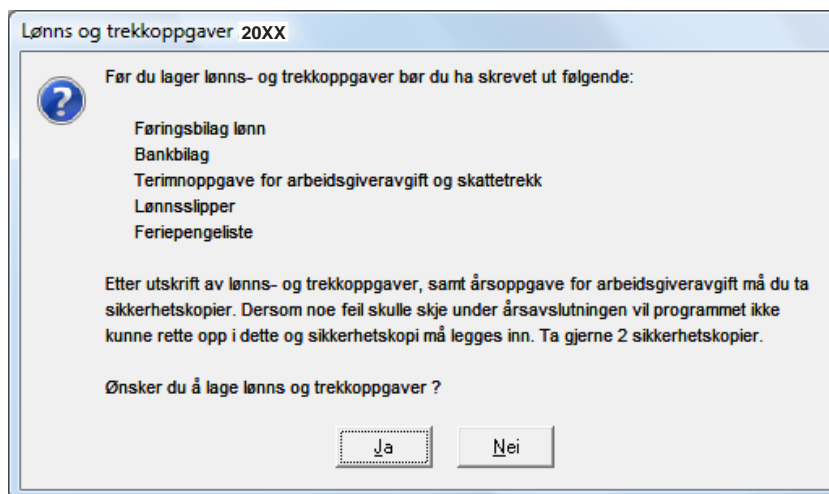 Lønns og trekkoppgaver 20XX
Før du lager lønns- og trekkoppgaver bør du ha skrevet ut følgende:
Føringsbilag lønn
Bankbilag
Terimnoppgave for arbeidsgiveravgift og skattetrekk
Lønnsslipper
Feriepengeliste
Etter utskrift av lønns- og trekkoppgaver, samt årsoppgave for arbeidsgiveravgift må du ta
sikkerhetskopier. Dersom noe feil skulle skje under årsavslutningen vil programmet ikke
kunne rette opp i dette og sikkerhetskopi må legges inn. Ta gjerne 2 sikkerhetskopier.
Ønsker du å lage lønns og trekkoppgaver ?
Ja Nei